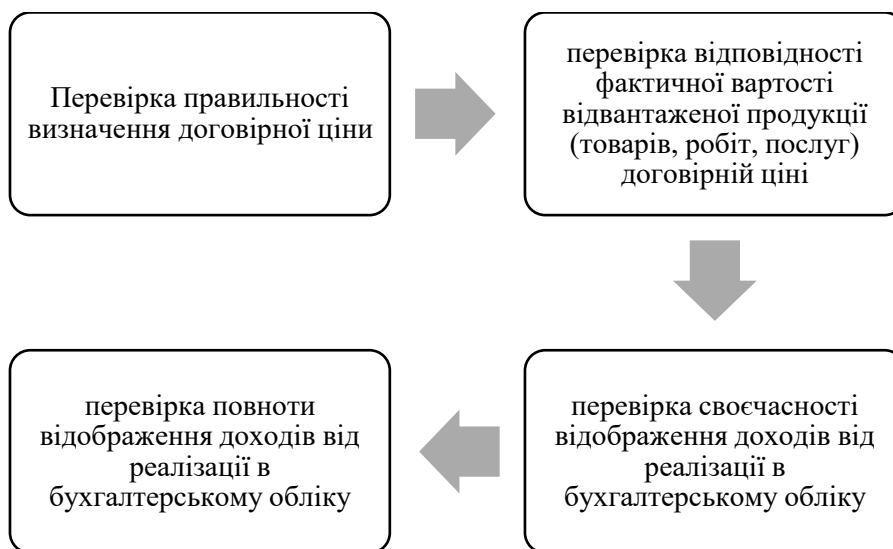 Перевірка правильності
визначення договірної ціни
перевірка відповідності
фактичної вартості
відвантаженої продукції
(товарів, робіт, послуг)
договірній ціні
перевірка своєчасності
відображення доходів від
реалізації в
бухгалтерському обліку
перевірка повноти
відображення доходів від
реалізації в
бухгалтерському обліку